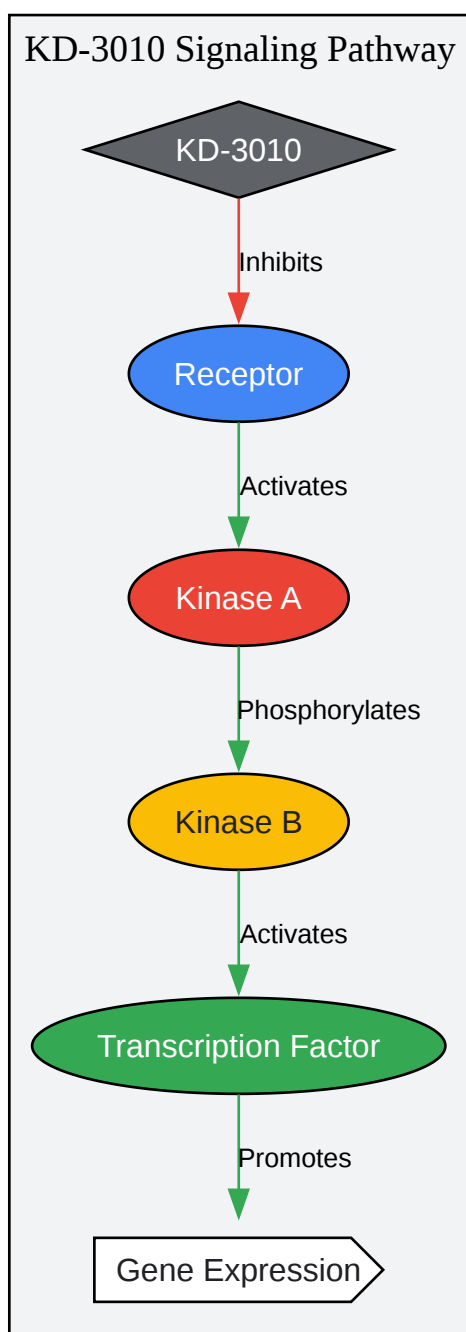 KD-3010 Signaling Pathway
KD-3010
Inhibits
Receptor
Activates
Kinase A
Phosphorylates
Kinase B
Activates
Transcription Factor
Promotes
Gene Expression